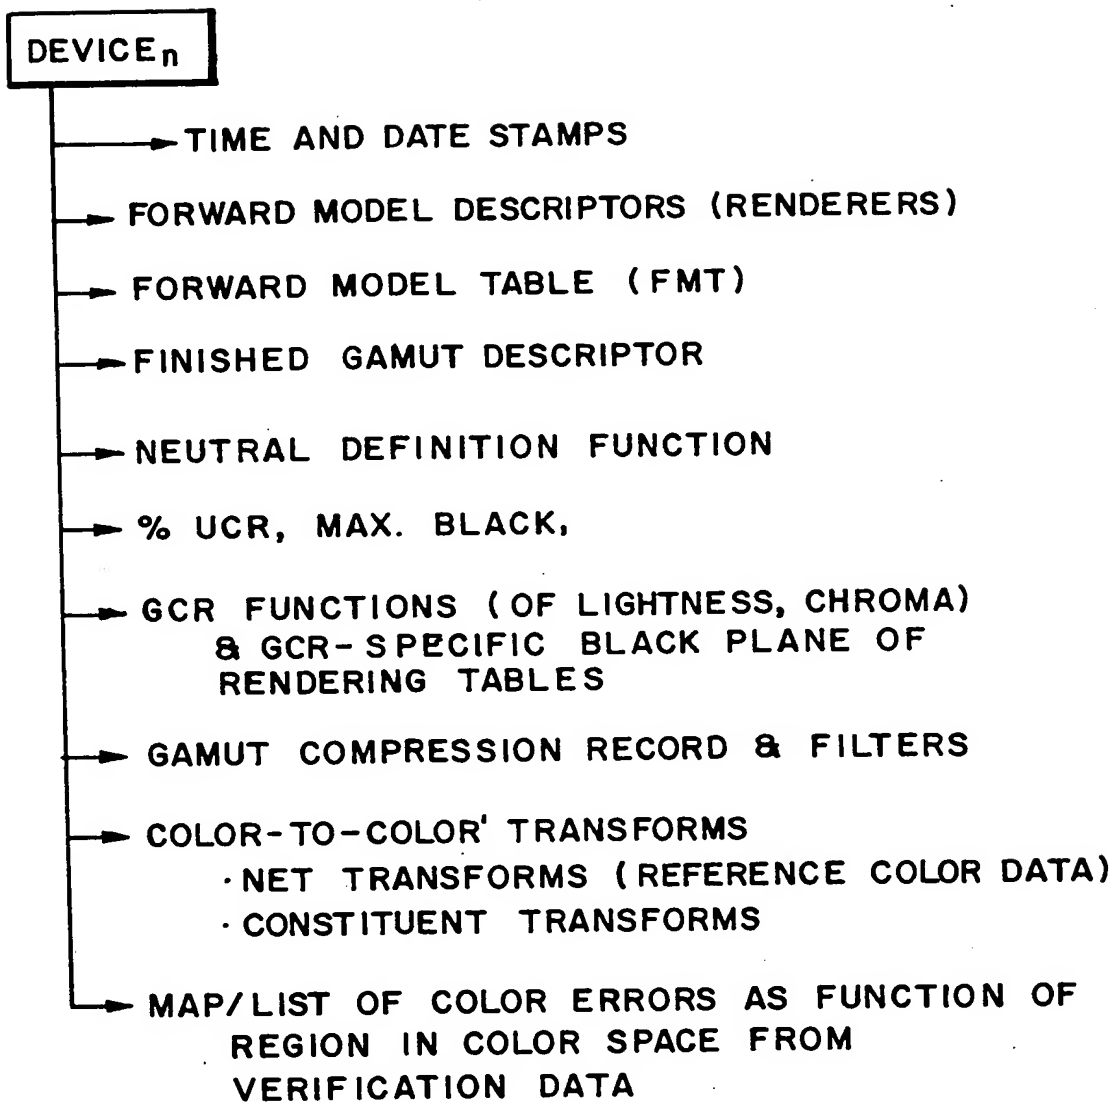 DEVICEn
TIME AND DATE STAMPS
FORWARD MODEL DESCRIPTORS (RENDERERS)
FORWARD MODEL TABLE (FMT)
FINISHED GAMUT DESCRIPTOR
NEUTRAL DEFINITION FUNCTION
% UCR, MAX. BLACK,
GCR FUNCTIONS (OF LIGHTNESS, CHROMA)
& GCR-SPECIFIC BLACK PLANE OF
RENDERING TABLES
GAMUT COMPRESSION RECORD & FILTERS
COLOR-TO-COLOR' TRANSFORMS
· NET TRANSFORMS (REFERENCE COLOR DATA)
· CONSTITUENT TRANSFORMS
MAP/LIST OF COLOR ERRORS AS FUNCTION OF
REGION IN COLOR SPACE FROM
VERIFICATION DATA